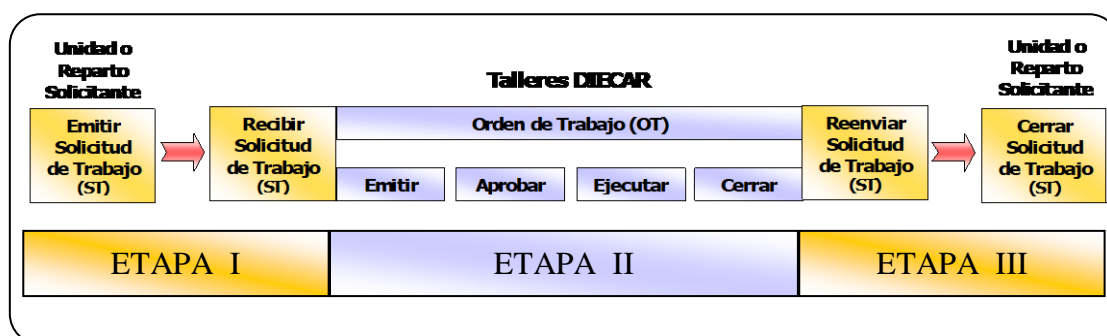 Unidad o
Reparto
Solicitante
Emitir
Solicitud
de Trabajo
(ST)
Recibir
Solicitud
de Trabajo
(ST)
Talleres DIECAR
Orden de Trabajo (OT)
Emitir
Aprobar
Ejecutar
Cerrar
Reenviar
Solicitud
de Trabajo
(ST)
Unidad o
Reparto
Solicitante
Cerrar
Solicitud
de Trabajo
(ST)
ETAPA I
ETAPA II
ETAPA III